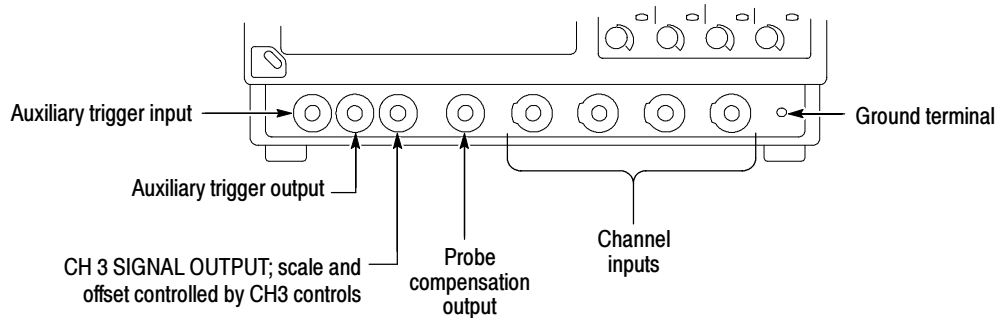 Auxiliary trigger input
Ground terminal
Auxiliary trigger output
CH 3 SIGNAL OUTPUT; scale and
offset controlled by CH3 controls
Probe
compensation
output
Channel
inputs